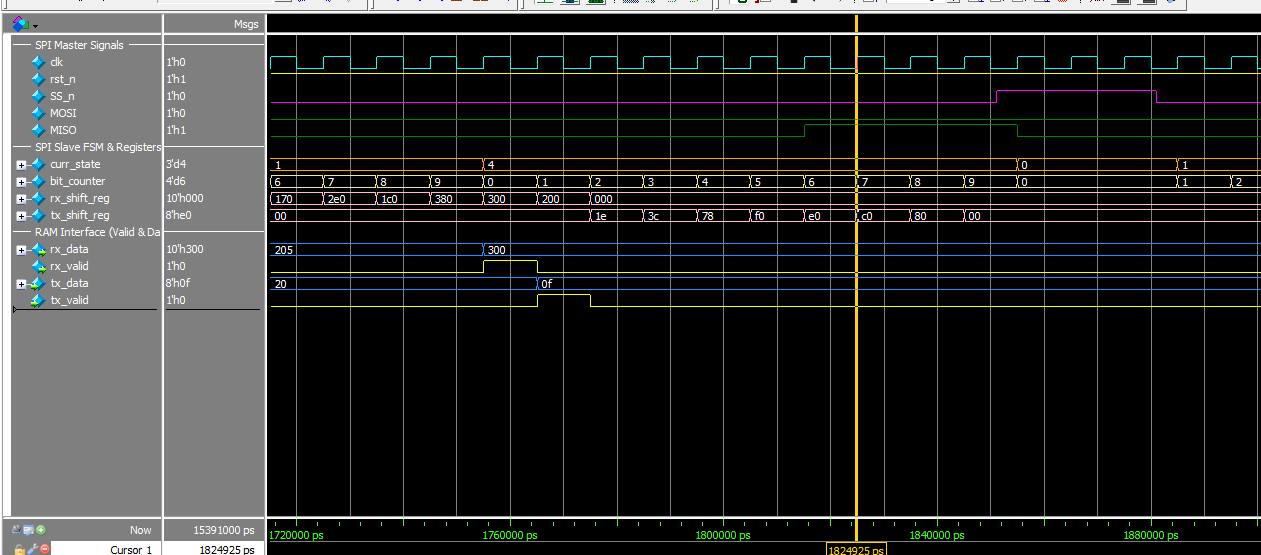 Msgs
SPI Master Signals
clk 1'h0
rst_n 1'h1
SS_n 1'h0
MOSI 1'h0
MISO 1'h1
SPI Slave FSM & Registers
curr_state 3'd4 1 4 0 1
bit_counter 4'd6 6 7 8 9 0 1 2 3 4 5 6 7 8 9 0 1 2
rx_shift_reg 10'h000 170 2e0 1c0 380 300 200 000
tx_shift_reg 8'he0 00 1e 3c 78 f0 e0 c0 80 00
RAM Interface (Valid & Da
rx_data 10'h300 205 300
rx_valid 1'h0
tx_data 8'h0f 20 0f
tx_valid 1'h0
Now 15391000 ps 1720000 ps 1760000 ps 1800000 ps 1840000 ps 1880000 ps
Cursor 1 1824925 ps 1824925 ps